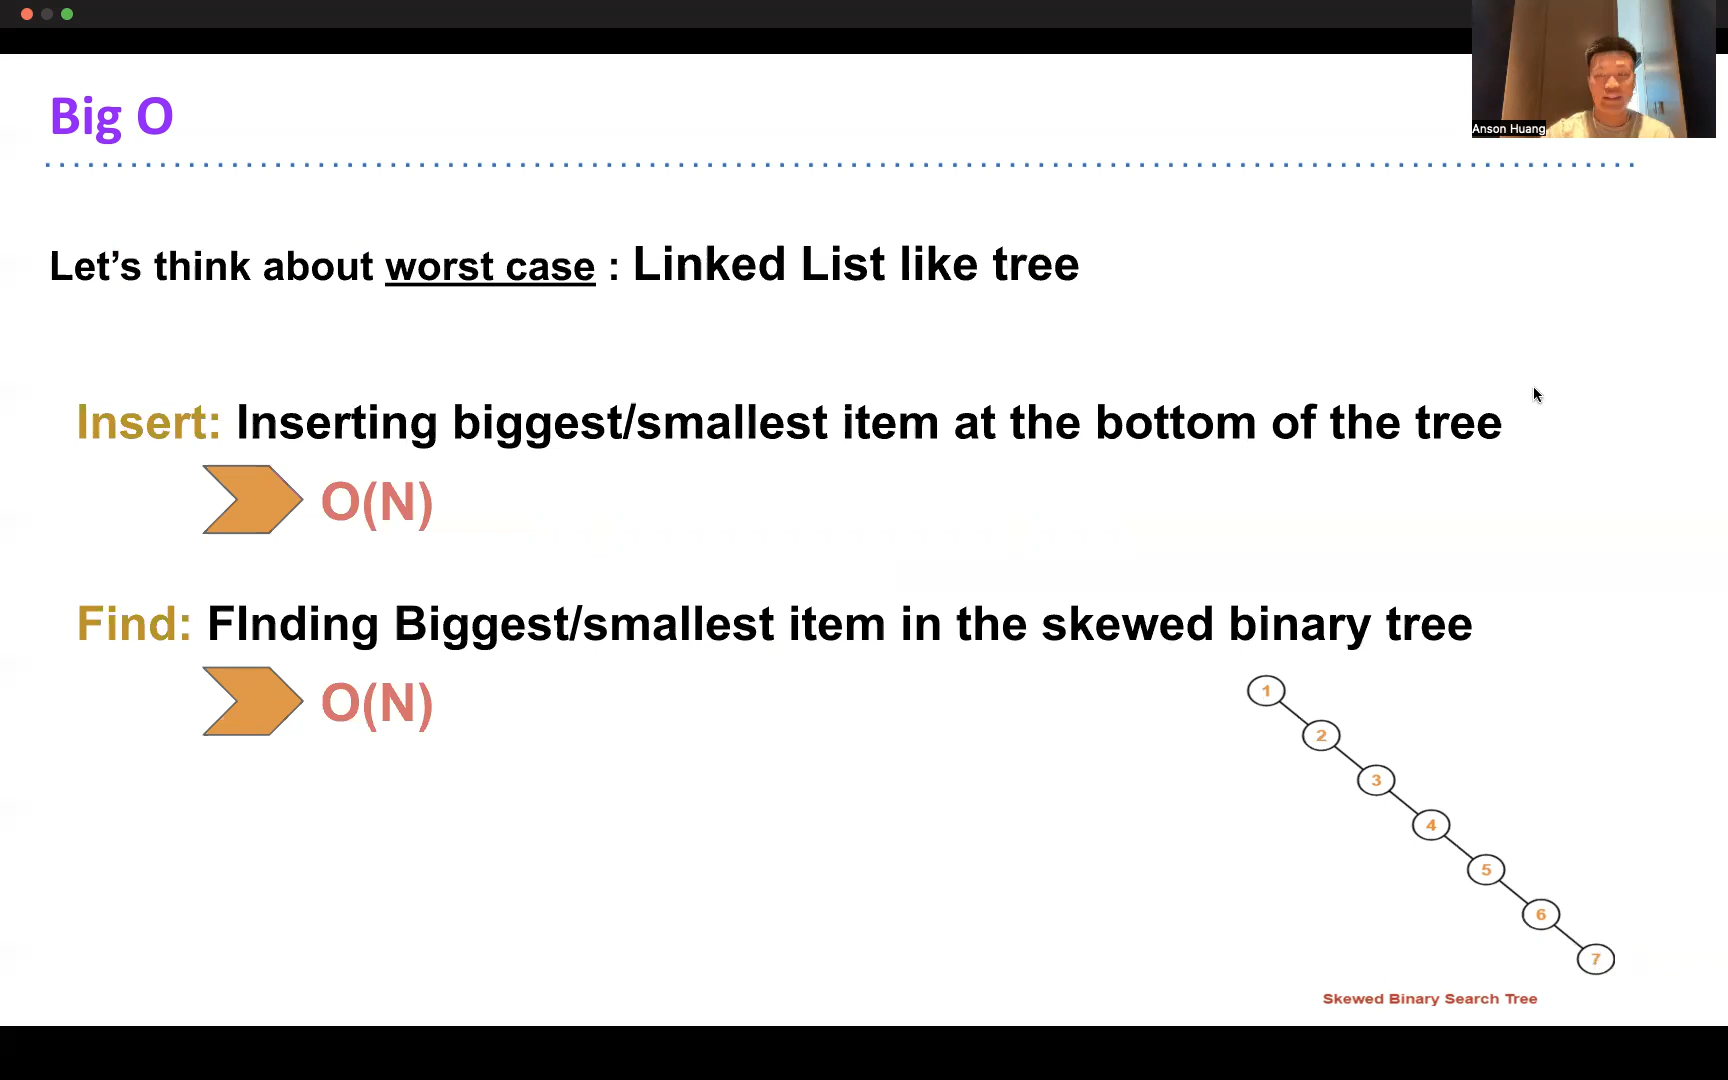 Anson Huang
Big O
Let’s think about worst case : Linked List like tree
Insert: Inserting biggest/smallest item at the bottom of the tree
O(N)
Find: FInding Biggest/smallest item in the skewed binary tree
O(N)
1
2
3
4
5
6
7
Skewed Binary Search Tree